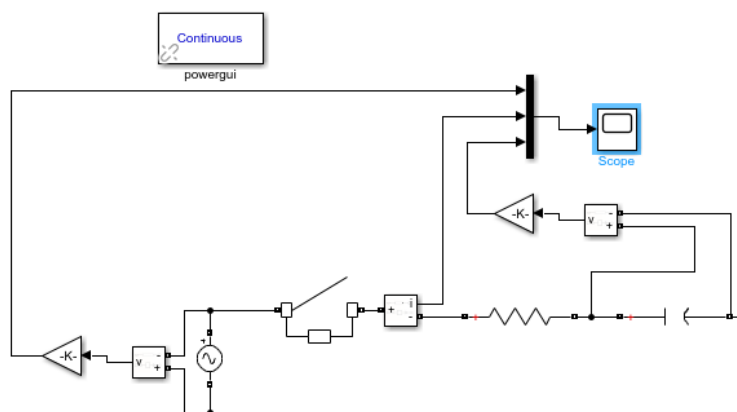 Continuous
powergui
Scope
-K-
v
-
+
i
+
-
-K-
v
-
+
+